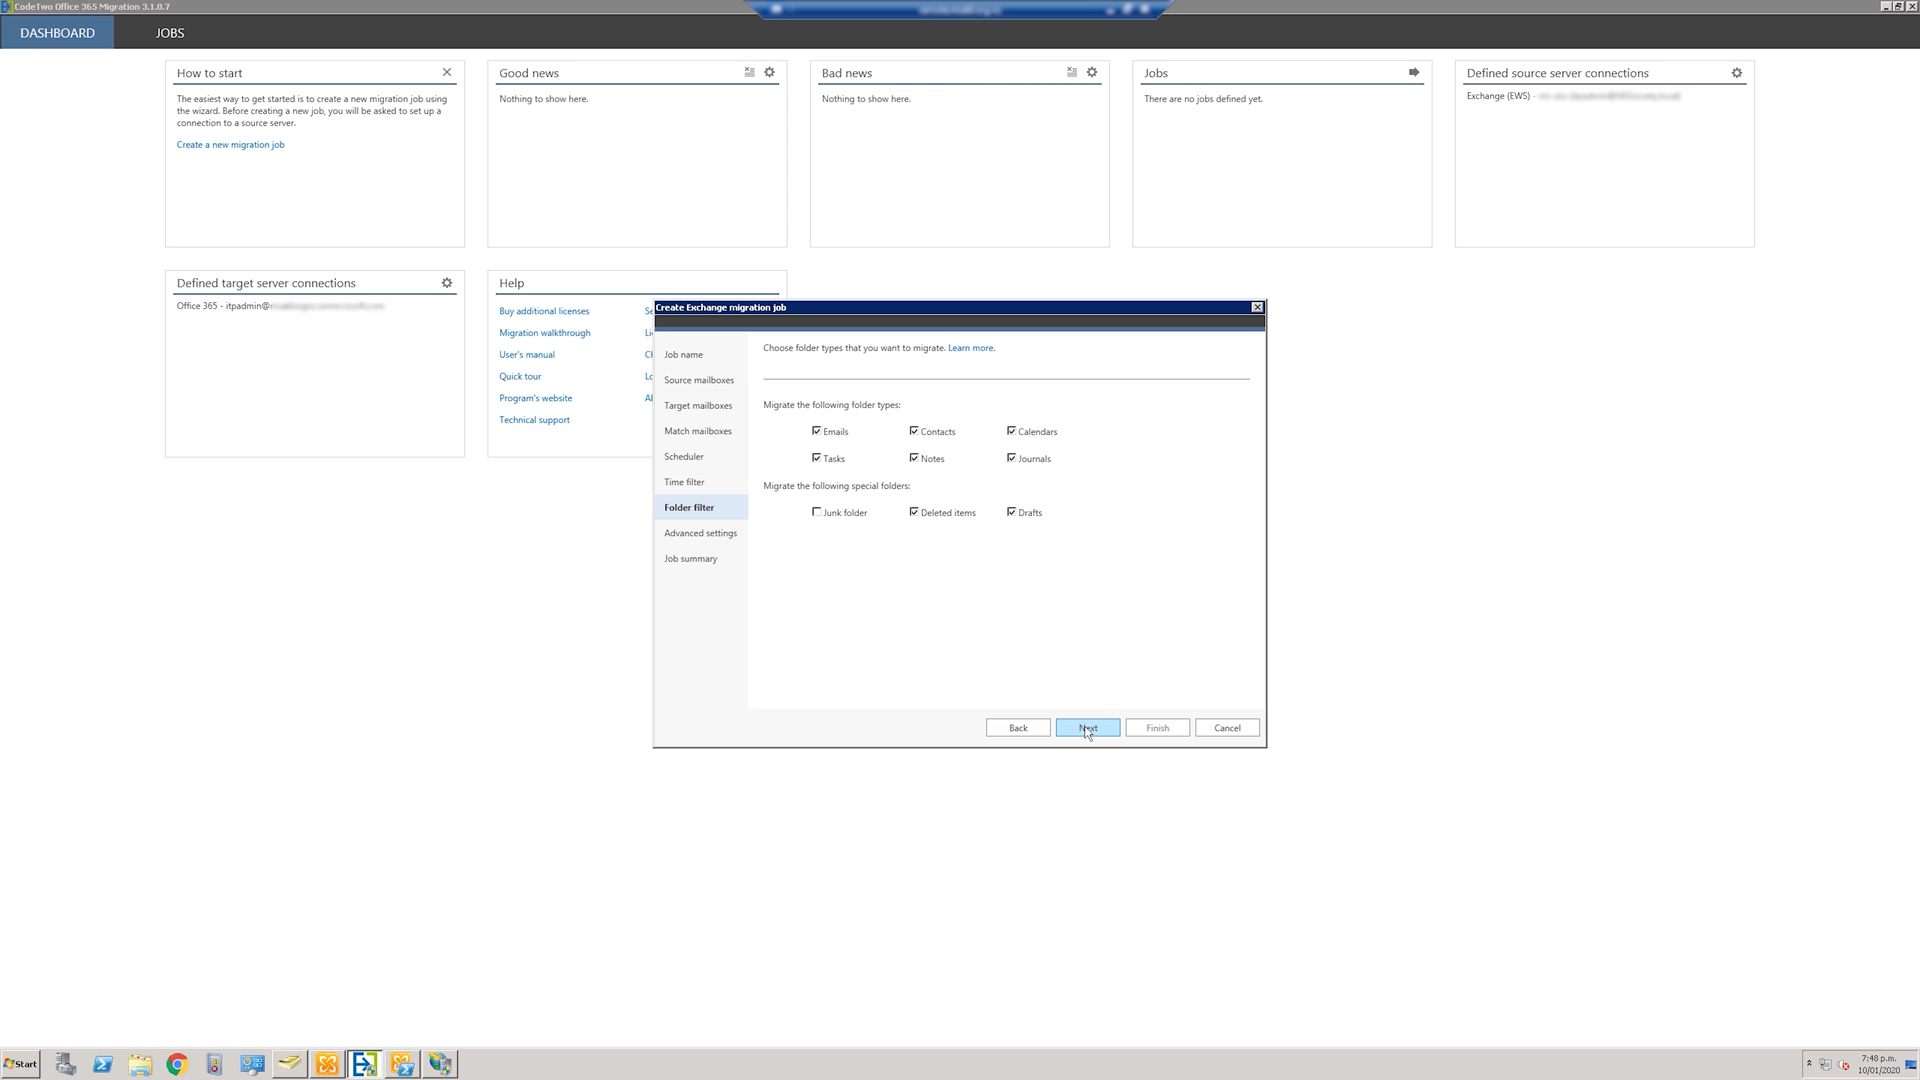 CodeTwo Office 365 Migration 3.1.0.7
DASHBOARD
JOBS
How to start
The easiest way to get started is to create a new migration job using
the wizard. Before creating a new job, you will be asked to set up a
connection to a source server.
Create a new migration job
Good news
Nothing to show here.
Bad news
Nothing to show here.
Jobs
There are no jobs defined yet.
Defined source server connections
Exchange (EWS) -
Defined target server connections
Office 365 - itpadmin@
Help
Buy additional licenses
Migration walkthrough
User's manual
Quick tour
Program's website
Technical support
Se
Li
Lo
Create Exchange migration job
Job name
Source mailboxes
Target mailboxes
Match mailboxes
Scheduler
Time filter
Folder filter
Advanced settings
Job summary
Choose folder types that you want to migrate. Learn more.
Migrate the following folder types:
Emails
Contacts
Calendars
Tasks
Notes
Journals
Migrate the following special folders:
Junk folder
Deleted items
Drafts
Back
Next
Finish
Cancel
Start
7:48 p.m.
10/01/2020